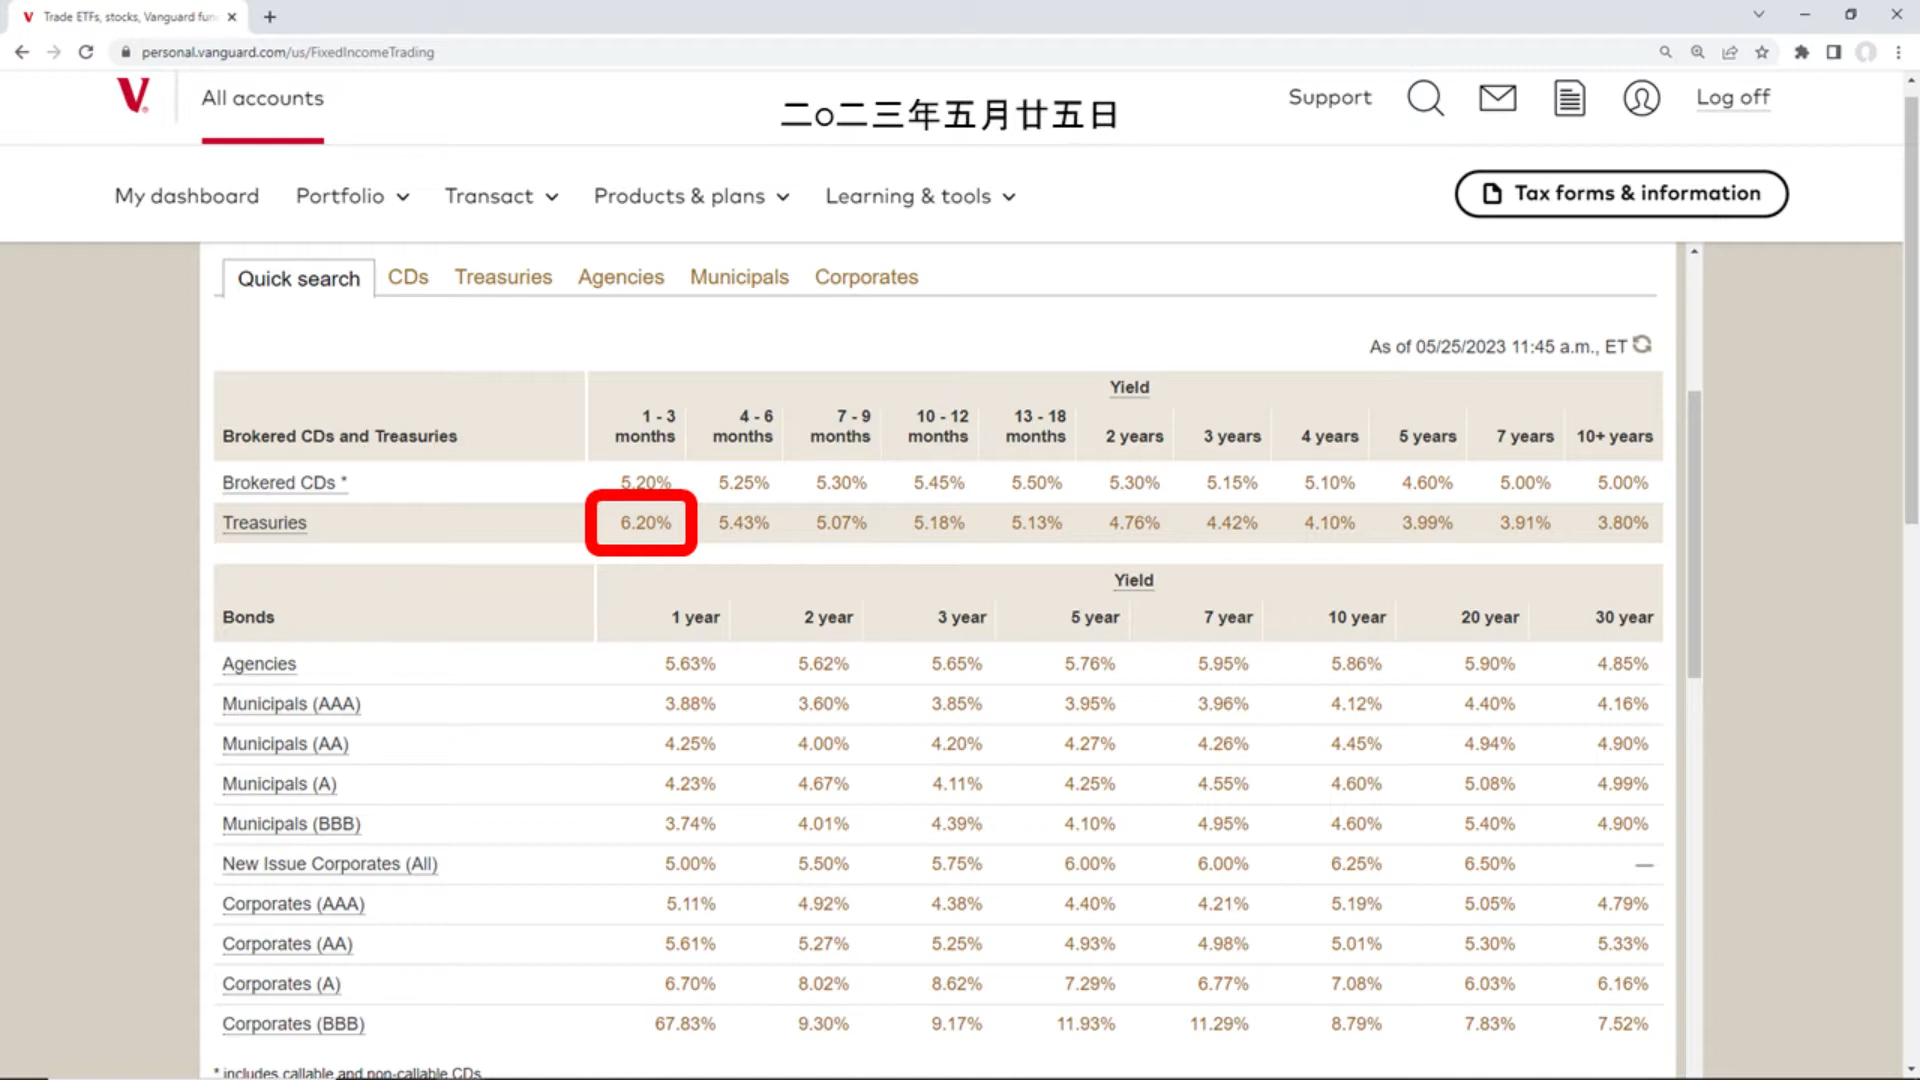 Trade ETFs, stocks, Vanguard fun
personal.vanguard.com/us/FixedIncomeTrading
All accounts
二〇二三年五月廿五日
Support
Log off
My dashboard Portfolio Transact Products & plans Learning & tools
Tax forms & information
Quick search CDs Treasuries Agencies Municipals Corporates
As of 05/25/2023 11:45 a.m., ET
Yield
Brokered CDs and Treasuries 1 - 3 months 4 - 6 months 7 - 9 months 10 - 12 months 13 - 18 months 2 years 3 years 4 years 5 years 7 years 10+ years
Brokered CDs * 5.20% 5.25% 5.30% 5.45% 5.50% 5.30% 5.15% 5.10% 4.60% 5.00% 5.00%
Treasuries 6.20% 5.43% 5.07% 5.18% 5.13% 4.76% 4.42% 4.10% 3.99% 3.91% 3.80%
Yield
Bonds 1 year 2 year 3 year 5 year 7 year 10 year 20 year 30 year
Agencies 5.63% 5.62% 5.65% 5.76% 5.95% 5.86% 5.90% 4.85%
Municipals (AAA) 3.88% 3.60% 3.85% 3.95% 3.96% 4.12% 4.40% 4.16%
Municipals (AA) 4.25% 4.00% 4.20% 4.27% 4.26% 4.45% 4.94% 4.90%
Municipals (A) 4.23% 4.67% 4.11% 4.25% 4.55% 4.60% 5.08% 4.99%
Municipals (BBB) 3.74% 4.01% 4.39% 4.10% 4.95% 4.60% 5.40% 4.90%
New Issue Corporates (All) 5.00% 5.50% 5.75% 6.00% 6.00% 6.25% 6.50% —
Corporates (AAA) 5.11% 4.92% 4.38% 4.40% 4.21% 5.19% 5.05% 4.79%
Corporates (AA) 5.61% 5.27% 5.25% 4.93% 4.98% 5.01% 5.30% 5.33%
Corporates (A) 6.70% 8.02% 8.62% 7.29% 6.77% 7.08% 6.03% 6.16%
Corporates (BBB) 67.83% 9.30% 9.17% 11.93% 11.29% 8.79% 7.83% 7.52%
* includes callable and non-callable CDs